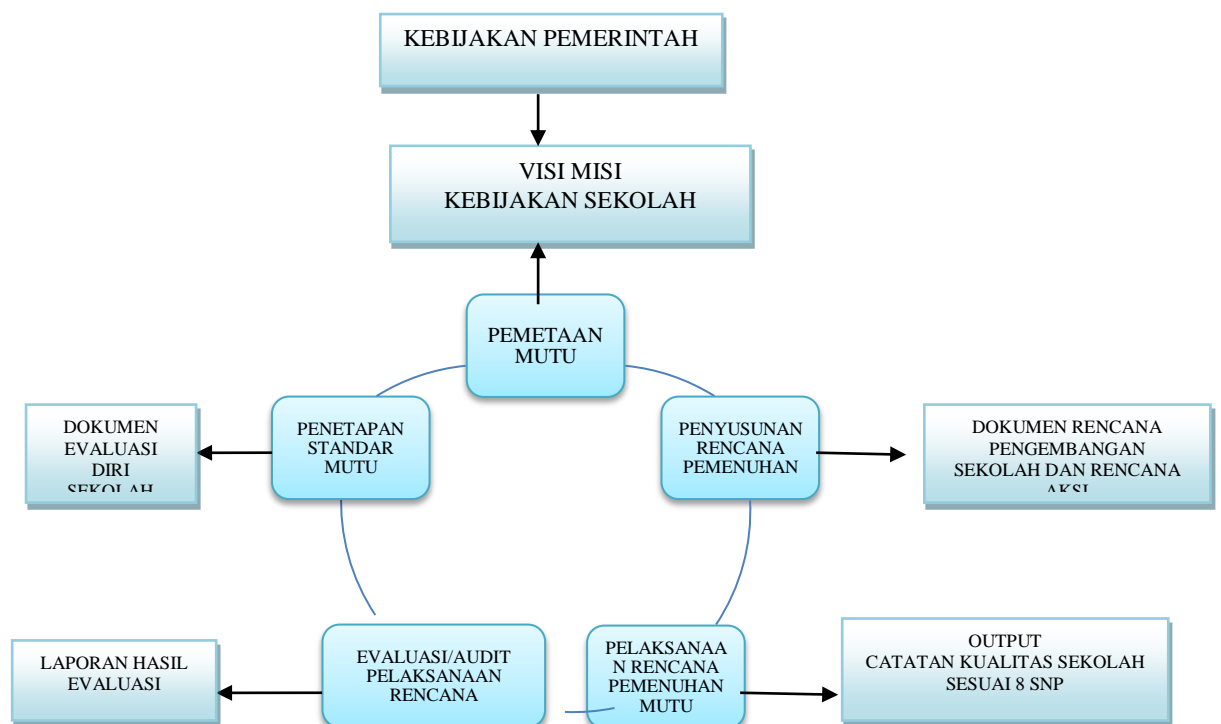 KEBIJAKAN PEMERINTAH
VISI MISI
KEBIJAKAN SEKOLAH
PEMETAAN
MUTU
DOKUMEN
EVALUASI
DIRI
SEKOLAH
PENETAPAN
STANDAR
MUTU
PENYUSUNAN
RENCANA
PEMENUHAN
DOKUMEN RENCANA
PENGEMBANGAN
SEKOLAH DAN RENCANA
AKSI
LAPORAN HASIL
EVALUASI
EVALUASI/AUDIT
PELAKSANAAN
RENCANA
PELAKSANAA
N RENCANA
PEMENUHAN
MUTU
OUTPUT
CATATAN KUALITAS SEKOLAH
SESUAI 8 SNP